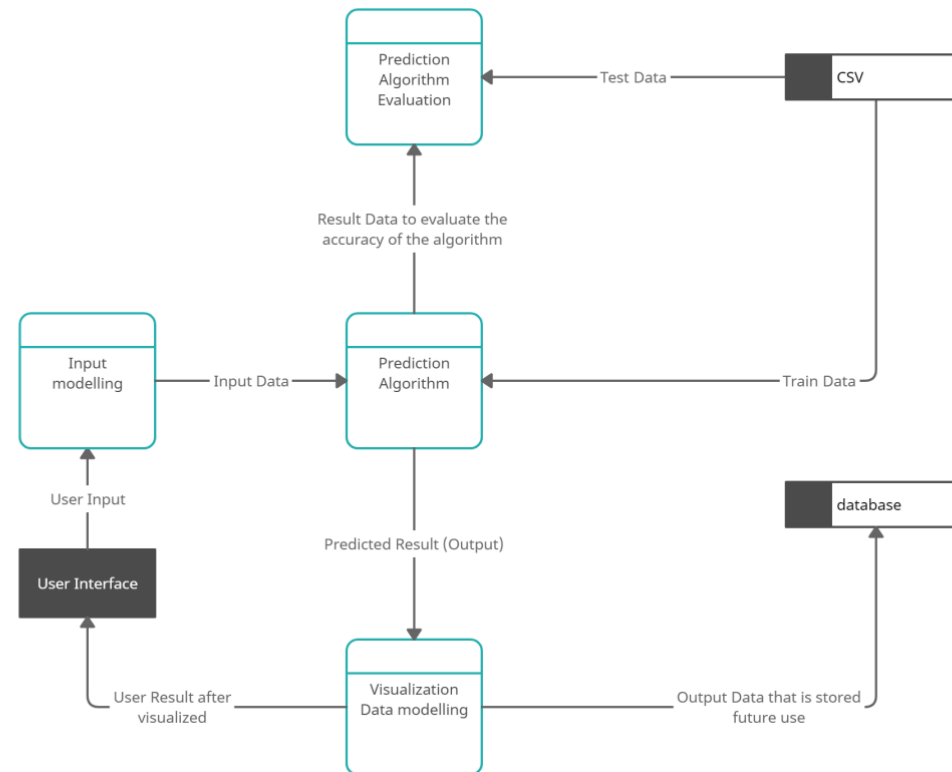 Prediction
Algorithm
Evaluation
Test Data
CSV
Result Data to evaluate the
accuracy of the algorithm
Input
modelling
Input Data
Prediction
Algorithm
Train Data
User Input
database
Predicted Result (Output)
User Interface
Visualization
Data modelling
User Result after
visualized
Output Data that is stored
future use